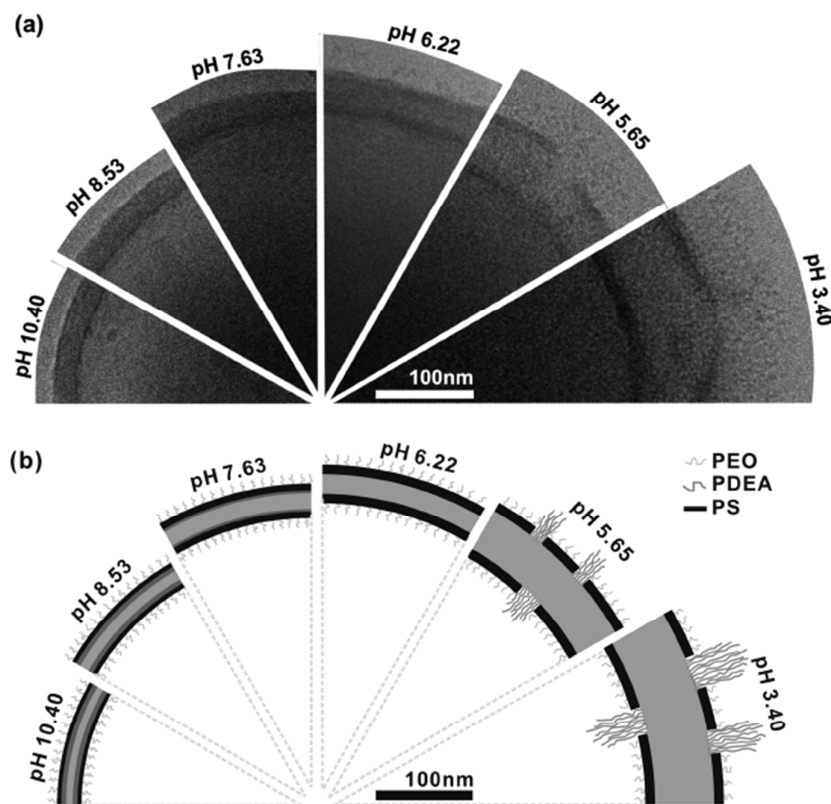 (a)
pH 10.40
pH 8.53
pH 7.63
pH 6.22
pH 5.65
pH 3.40
100nm
(b)
pH 10.40
pH 8.53
pH 7.63
pH 6.22
pH 5.65
pH 3.40
PEO
PDEA
PS
100nm